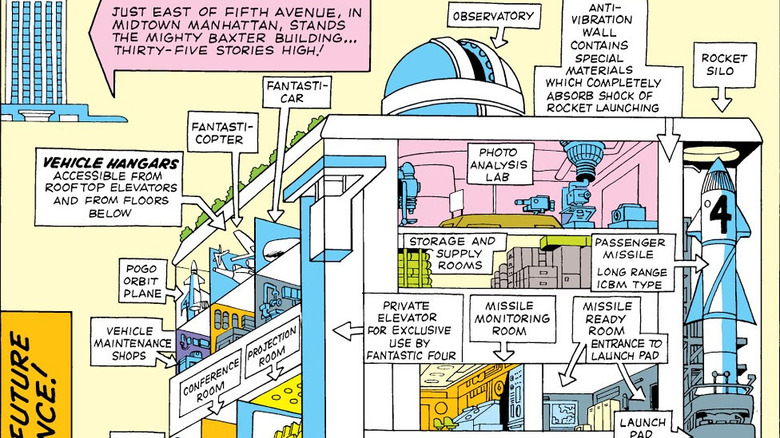 JUST EAST OF FIFTH AVENUE, IN
MIDTOWN MANHATTAN, STANDS
THE MIGHTY BAXTER BUILDING...
THIRTY-FIVE STORIES HIGH!
OBSERVATORY
ANTI-
VIBRATION
WALL
CONTAINS
SPECIAL
MATERIALS
WHICH COMPLETELY
ABSORB SHOCK OF
ROCKET LAUNCHING
ROCKET
SILO
FANTASTI-
CAR
FANTASTI-
COPTER
VEHICLE HANGARS
ACCESSIBLE FROM
ROOFTOP ELEVATORS
AND FROM FLOORS
BELOW
PHOTO
ANALYSIS
LAB
4
STORAGE AND
SUPPLY
ROOMS
PASSENGER
MISSILE
LONG RANGE
ICBM TYPE
POGO
ORBIT
PLANE
PRIVATE
ELEVATOR
FOR EXCLUSIVE
USE BY
FANTASTIC FOUR
MISSILE
MONITORING
ROOM
MISSILE
READY
ROOM
ENTRANCE TO
LAUNCH PAD
VEHICLE
MAINTENANCE
SHOPS
CONFERENCE
ROOM
PROJECTION
ROOM
LAUNCH
PAD
FUTURE
NCE!